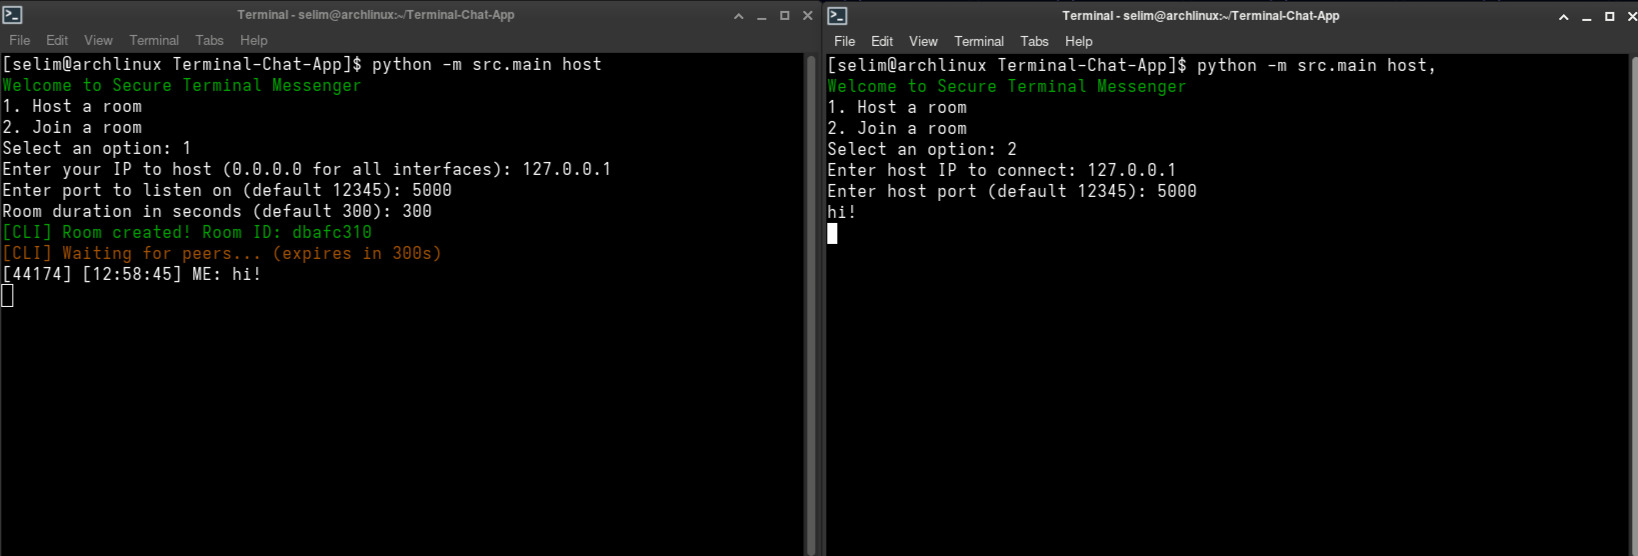 Terminal - selim@archlinux:~/Terminal-Chat-App
File Edit View Terminal Tabs Help
[selim@archlinux Terminal-Chat-App]$ python -m src.main host
Welcome to Secure Terminal Messenger
1. Host a room
2. Join a room
Select an option: 1
Enter your IP to host (0.0.0.0 for all interfaces): 127.0.0.1
Enter port to listen on (default 12345): 5000
Room duration in seconds (default 300): 300
[CLI] Room created! Room ID: dbafc310
[CLI] Waiting for peers... (expires in 300s)
[44174] [12:58:45] ME: hi!
Terminal - selim@archlinux:~/Terminal-Chat-App
File Edit View Terminal Tabs Help
[selim@archlinux Terminal-Chat-App]$ python -m src.main host,
Welcome to Secure Terminal Messenger
1. Host a room
2. Join a room
Select an option: 2
Enter host IP to connect: 127.0.0.1
Enter host port (default 12345): 5000
hi!